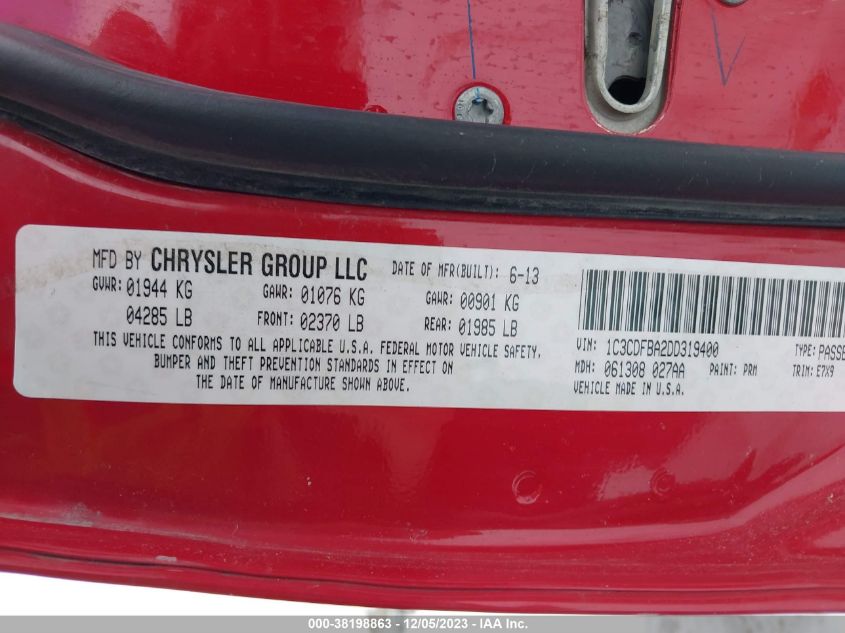 MFD BY CHRYSLER GROUP LLC DATE OF MFR(BUILT): 6-13
GVWR: 01944 KG GAWR: 01076 KG GAWR: 00901 KG
04285 LB FRONT: 02370 LB REAR: 01985 LB
THIS VEHICLE CONFORMS TO ALL APPLICABLE U.S.A. FEDERAL MOTOR VEHICLE SAFETY,
BUMPER AND THEFT PREVENTION STANDARDS IN EFFECT ON
THE DATE OF MANUFACTURE SHOWN ABOVE.
VIN: 1C3CDFBA2DD319400 TYPE: PASSE
MDH: 061308 027AA PAINT: PRM TRIM: E7X9
VEHICLE MADE IN U.S.A.
000-38198863 - 12/05/2023 - IAA Inc.